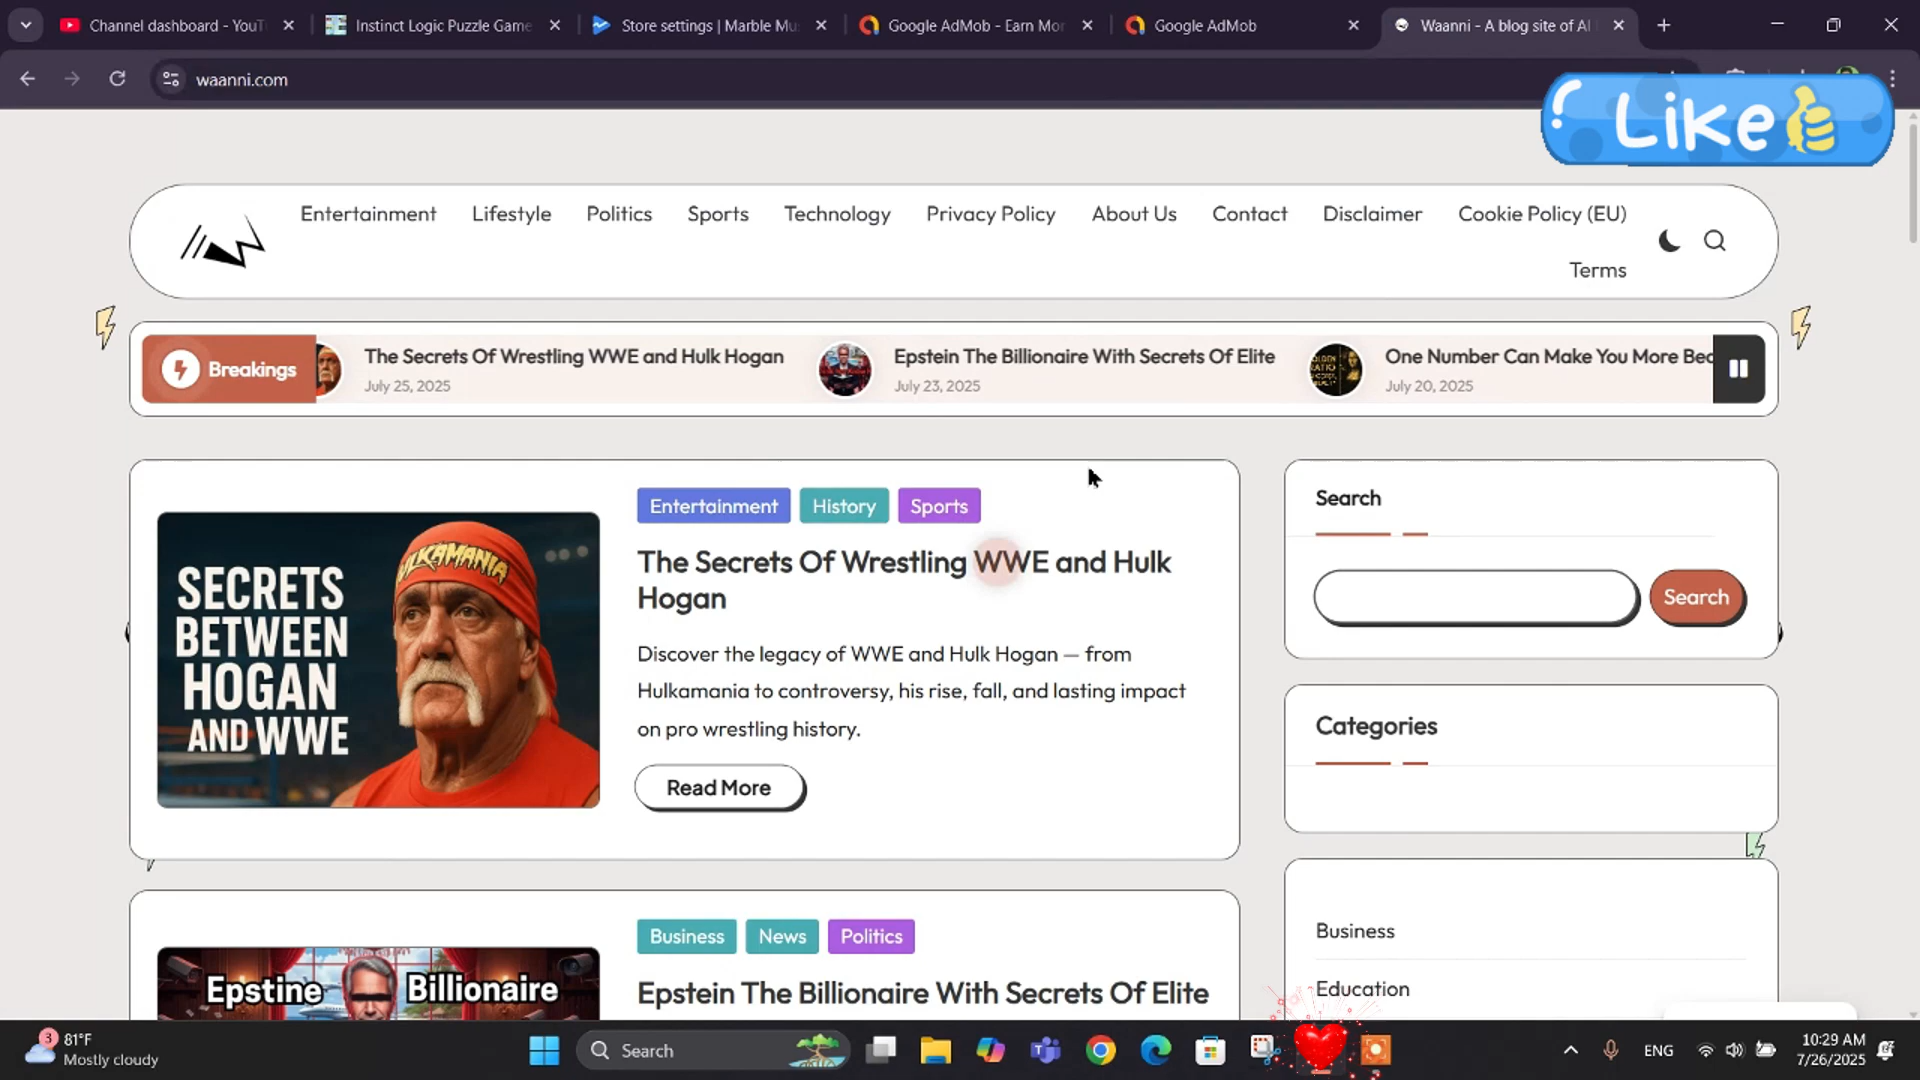 Channel dashboard - YouT
Instinct Logic Puzzle Game
Store settings | Marble Mu
Google AdMob - Earn Mor
Google AdMob
Waanni - A blog site of AI
waanni.com
Like
Entertainment
Lifestyle
Politics
Sports
Technology
Privacy Policy
About Us
Contact
Disclaimer
Cookie Policy (EU)
Terms
Breakings
The Secrets Of Wrestling WWE and Hulk Hogan
July 25, 2025
Epstein The Billionaire With Secrets Of Elite
July 23, 2025
One Number Can Make You More Bec
July 20, 2025
HULKAMANIA
SECRETS
BETWEEN
HOGAN
AND WWE
Entertainment
History
Sports
The Secrets Of Wrestling WWE and Hulk
Hogan
Discover the legacy of WWE and Hulk Hogan — from
Hulkamania to controversy, his rise, fall, and lasting impact
on pro wrestling history.
Read More
Search
Search
Categories
Business
Education
Epstine
Billionaire
Business
News
Politics
Epstein The Billionaire With Secrets Of Elite
3
81°F
Mostly cloudy
Search
ENG
10:29 AM
7/26/2025